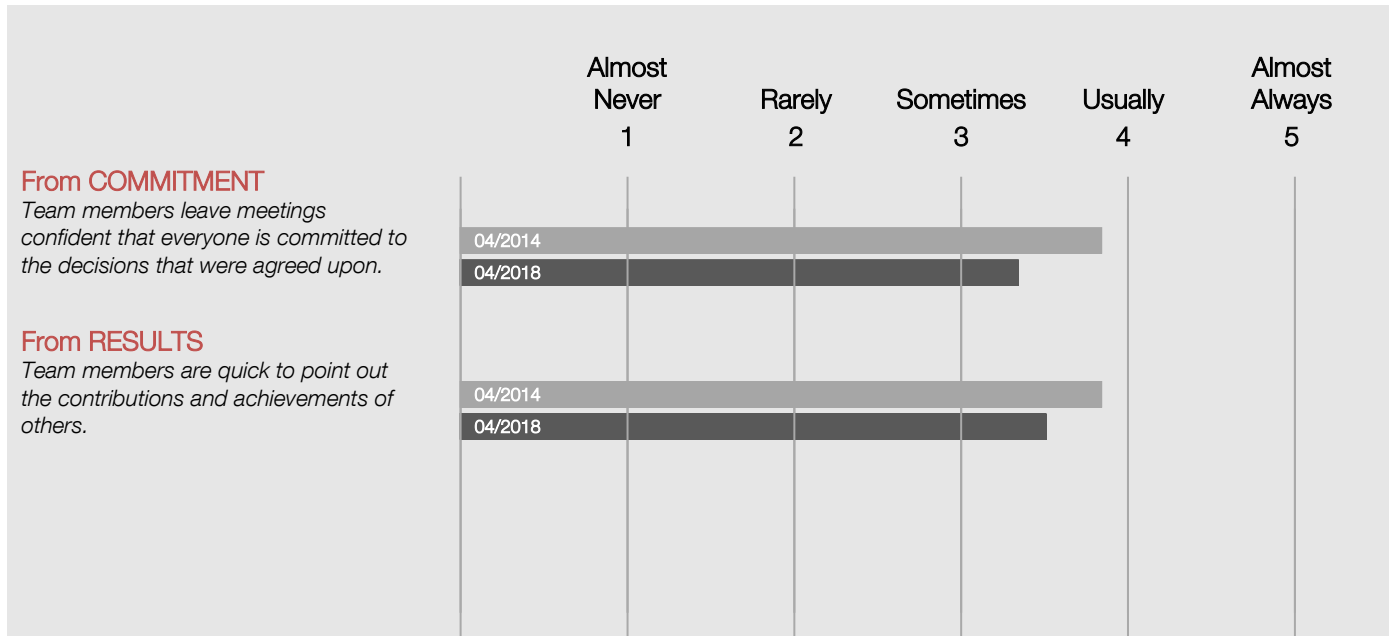 Almost
Never
Rarely
Sometimes
Usually
Almost
Always
1
2
3
4
5
From COMMITMENT
Team members leave meetings
confident that everyone is committed to
the decisions that were agreed upon.
04/2014
04/2018
From RESULTS
Team members are quick to point out
the contributions and achievements of
others.
04/2014
04/2018